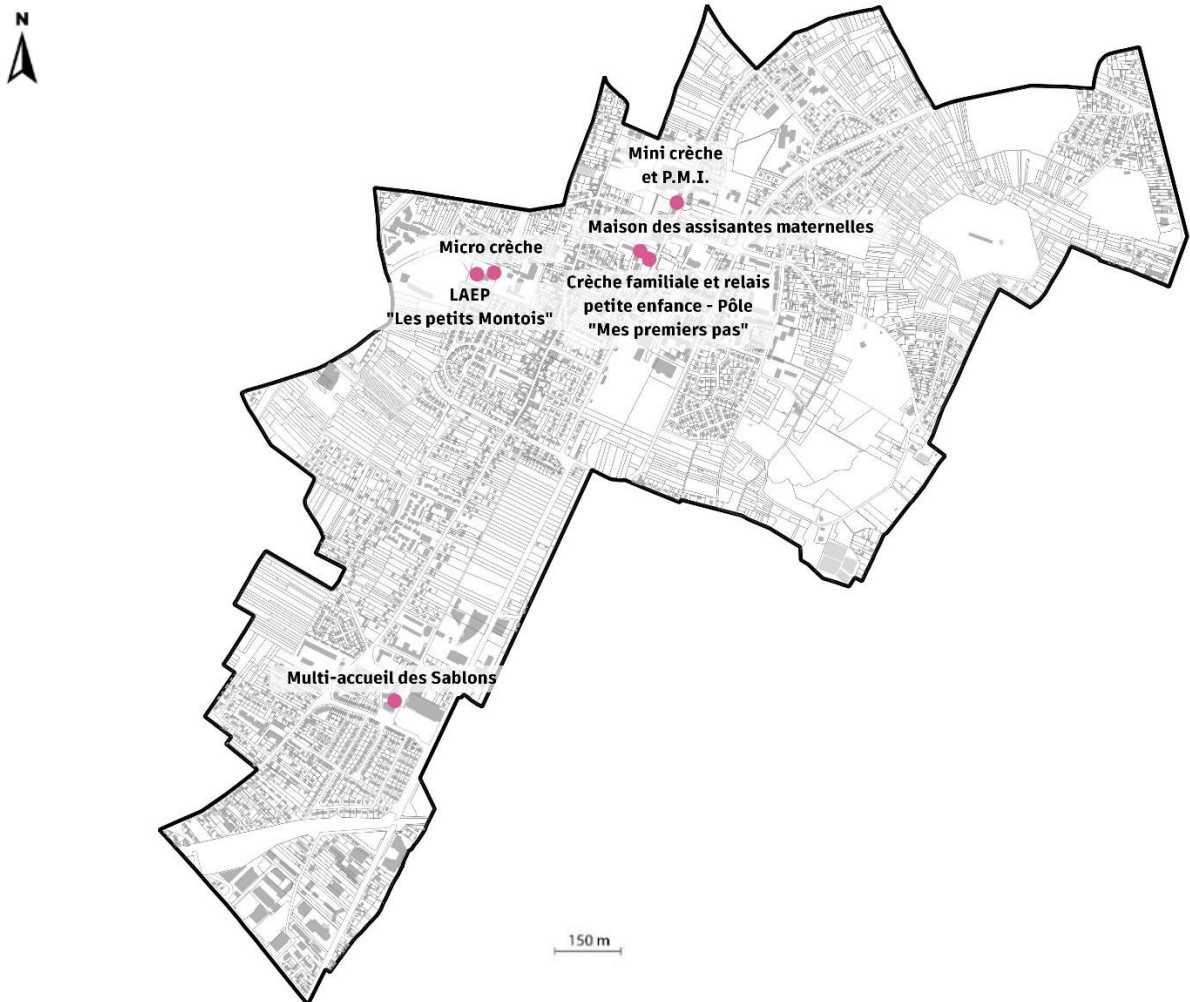 N
Mini crèche
et P.M.I.
Maison des assisantes maternelles
Micro crèche
LAEP
"Les petits Montois"
Crèche familiale et relais
petite enfance - Pôle
"Mes premiers pas"
Multi-accueil des Sablons
150 m